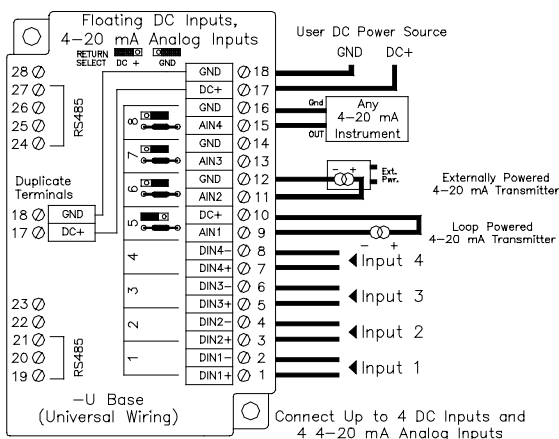 Floating DC Inputs,
4-20 mA Analog Inputs
RETURN
SELECT DC + GND
User DC Power Source
GND DC+
28
27
26
25
24
RS485
Duplicate
Terminals
18 GND
17 DC+
23
22
21
20
19
RS485
8
7
6
5
4
3
2
1
GND 18
DC+ 17
GND 16
AIN4 15
GND 14
AIN3 13
GND 12
AIN2 11
DC+ 10
AIN1 9
DIN4- 8
DIN4+ 7
DIN3- 6
DIN3+ 5
DIN2- 4
DIN2+ 3
DIN1- 2
DIN1+ 1
Gnd
OUT
Any
4-20 mA
Instrument
- +
Ext.
Pwr.
Externally Powered
4-20 mA Transmitter
Loop Powered
4-20 mA Transmitter
- +
Input 4
Input 3
Input 2
Input 1
-U Base
(Universal Wiring)
Connect Up to 4 DC Inputs and
4 4-20 mA Analog Inputs